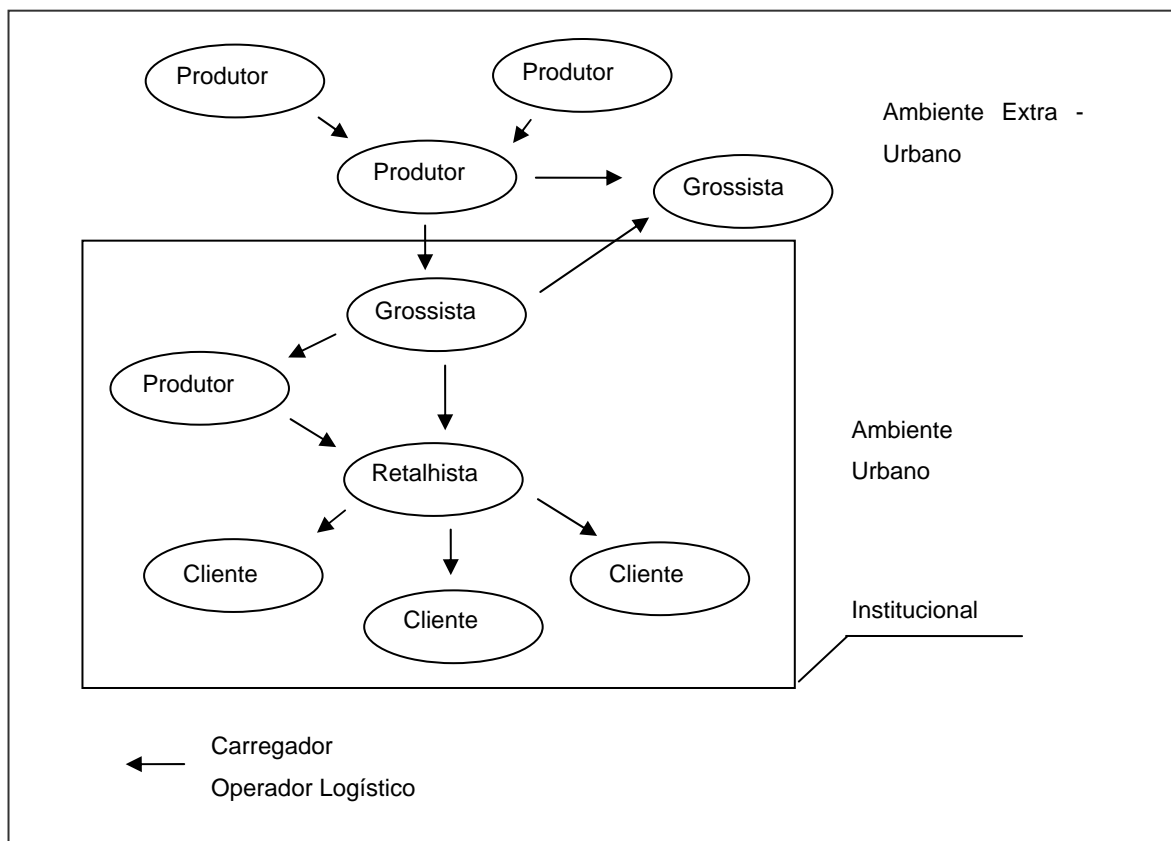 Produtor
Produtor
Ambiente Extra -
Urbano
Produtor
Grossista
Grossista
Produtor
Ambiente
Urbano
Retalhista
Cliente
Cliente
Cliente
Institucional
Carregador
Operador Logístico